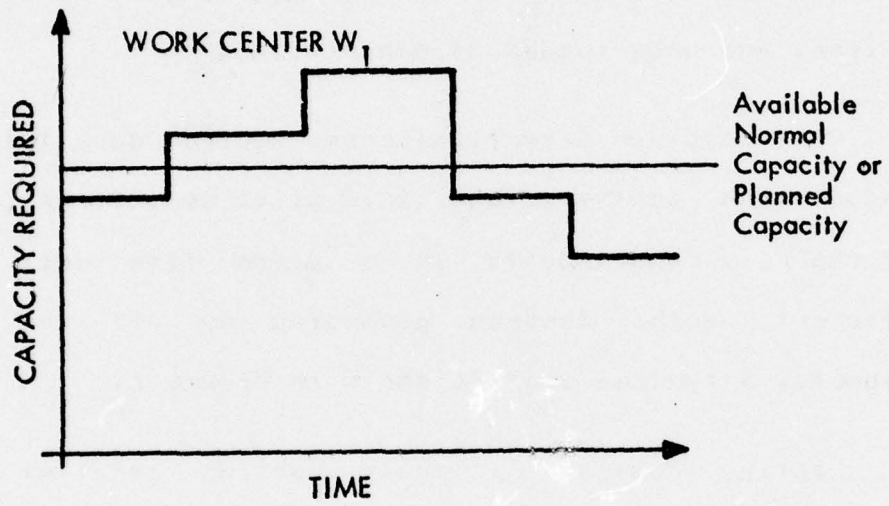 WORK CENTER W1
CAPACITY REQUIRED
Available
Normal
Capacity or
Planned
Capacity
TIME